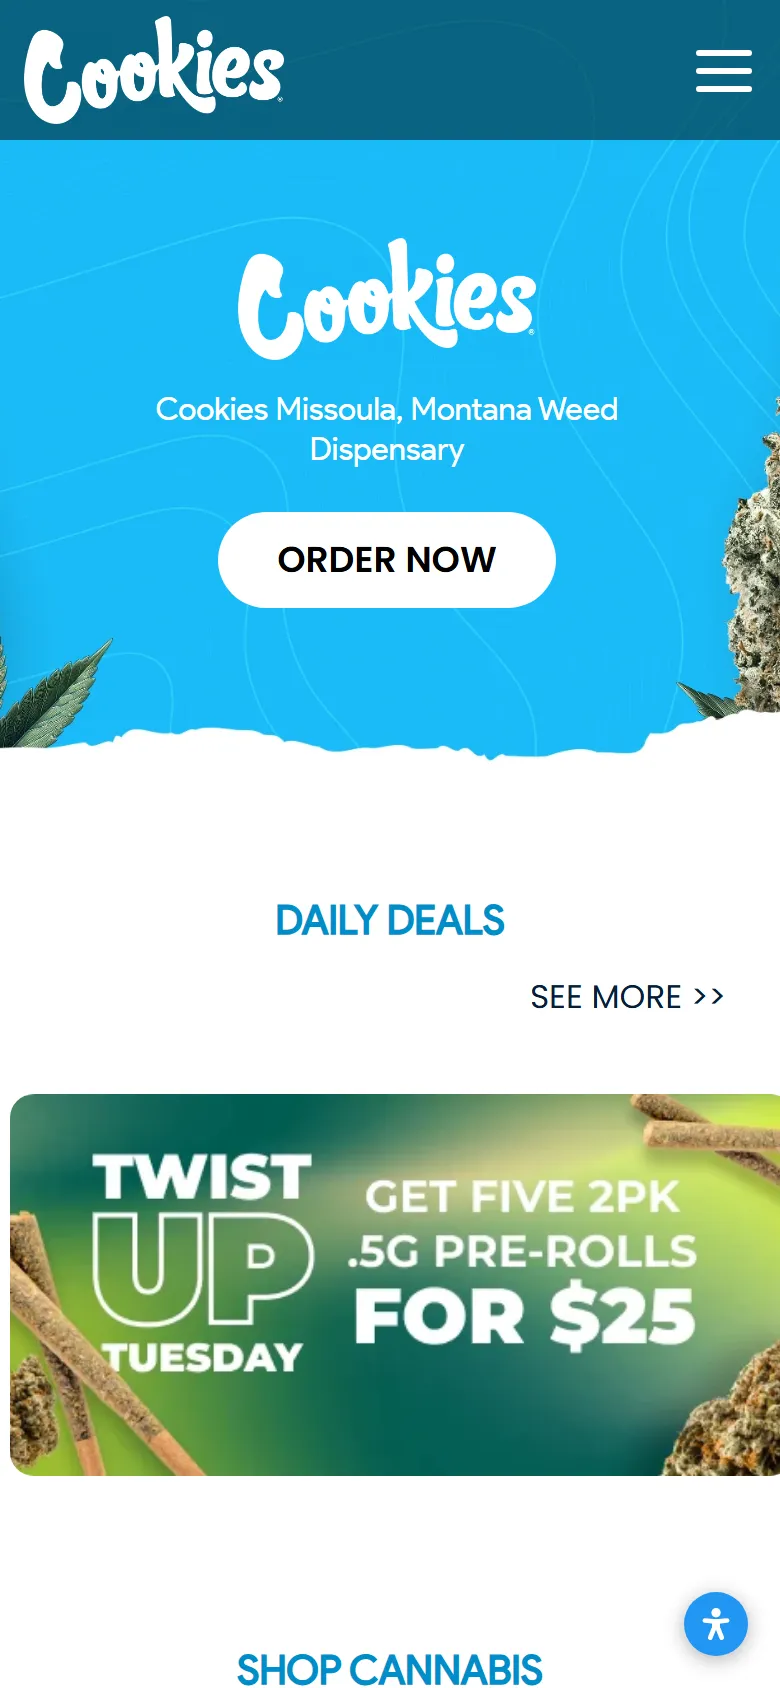 Cookies®
Cookies®
Cookies Missoula, Montana Weed
Dispensary
ORDER NOW
DAILY DEALS
SEE MORE >>
TWIST
UP
TUESDAY
GET FIVE 2PK
.5G PRE-ROLLS
FOR $25
SHOP CANNABIS